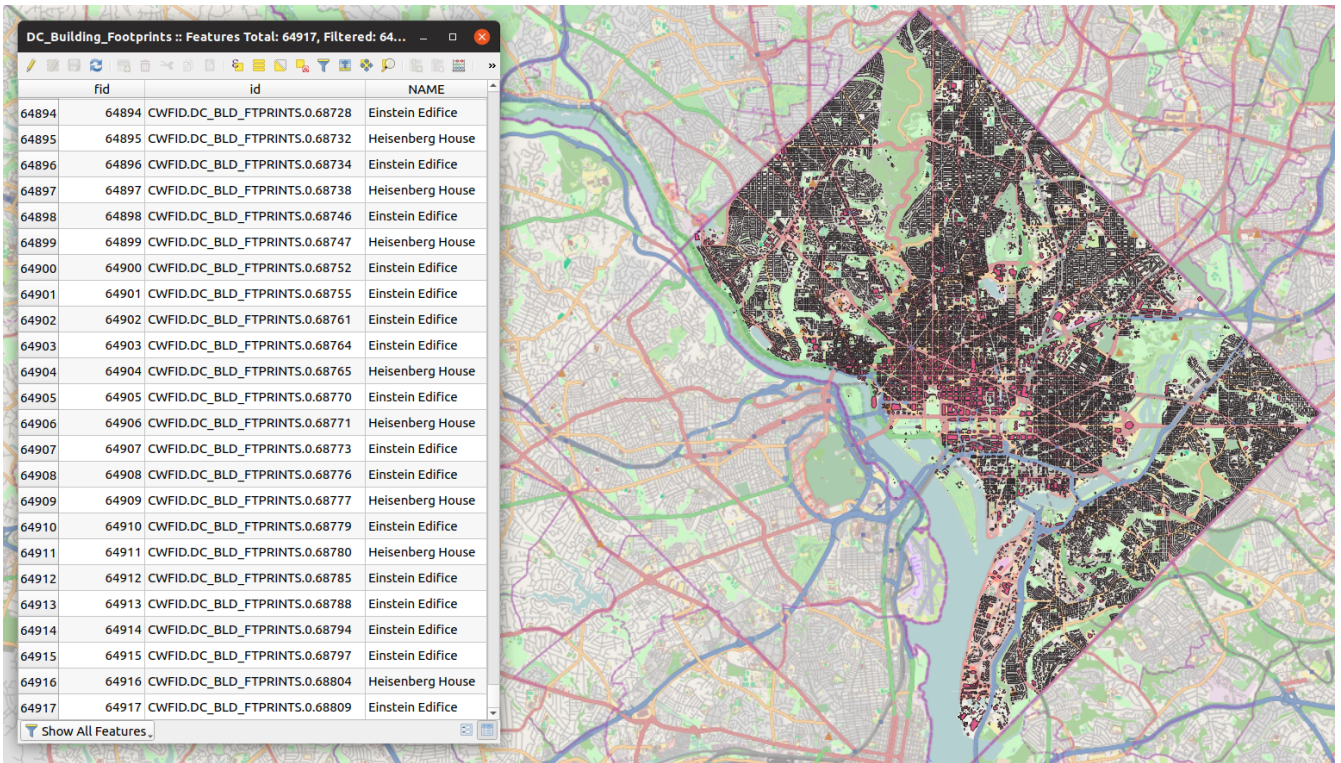 DC_Building_Footprints :: Features Total: 64917, Filtered: 64...
»
fid id NAME
64894 64894 CWFID.DC_BLD_FTPRINTS.0.68728 Einstein Edifice
64895 64895 CWFID.DC_BLD_FTPRINTS.0.68732 Heisenberg House
64896 64896 CWFID.DC_BLD_FTPRINTS.0.68734 Einstein Edifice
64897 64897 CWFID.DC_BLD_FTPRINTS.0.68738 Heisenberg House
64898 64898 CWFID.DC_BLD_FTPRINTS.0.68746 Einstein Edifice
64899 64899 CWFID.DC_BLD_FTPRINTS.0.68747 Heisenberg House
64900 64900 CWFID.DC_BLD_FTPRINTS.0.68752 Einstein Edifice
64901 64901 CWFID.DC_BLD_FTPRINTS.0.68755 Einstein Edifice
64902 64902 CWFID.DC_BLD_FTPRINTS.0.68761 Einstein Edifice
64903 64903 CWFID.DC_BLD_FTPRINTS.0.68764 Einstein Edifice
64904 64904 CWFID.DC_BLD_FTPRINTS.0.68765 Heisenberg House
64905 64905 CWFID.DC_BLD_FTPRINTS.0.68770 Einstein Edifice
64906 64906 CWFID.DC_BLD_FTPRINTS.0.68771 Heisenberg House
64907 64907 CWFID.DC_BLD_FTPRINTS.0.68773 Einstein Edifice
64908 64908 CWFID.DC_BLD_FTPRINTS.0.68776 Einstein Edifice
64909 64909 CWFID.DC_BLD_FTPRINTS.0.68777 Heisenberg House
64910 64910 CWFID.DC_BLD_FTPRINTS.0.68779 Einstein Edifice
64911 64911 CWFID.DC_BLD_FTPRINTS.0.68780 Heisenberg House
64912 64912 CWFID.DC_BLD_FTPRINTS.0.68785 Einstein Edifice
64913 64913 CWFID.DC_BLD_FTPRINTS.0.68788 Einstein Edifice
64914 64914 CWFID.DC_BLD_FTPRINTS.0.68794 Einstein Edifice
64915 64915 CWFID.DC_BLD_FTPRINTS.0.68797 Einstein Edifice
64916 64916 CWFID.DC_BLD_FTPRINTS.0.68804 Heisenberg House
64917 64917 CWFID.DC_BLD_FTPRINTS.0.68809 Einstein Edifice
Show All Features